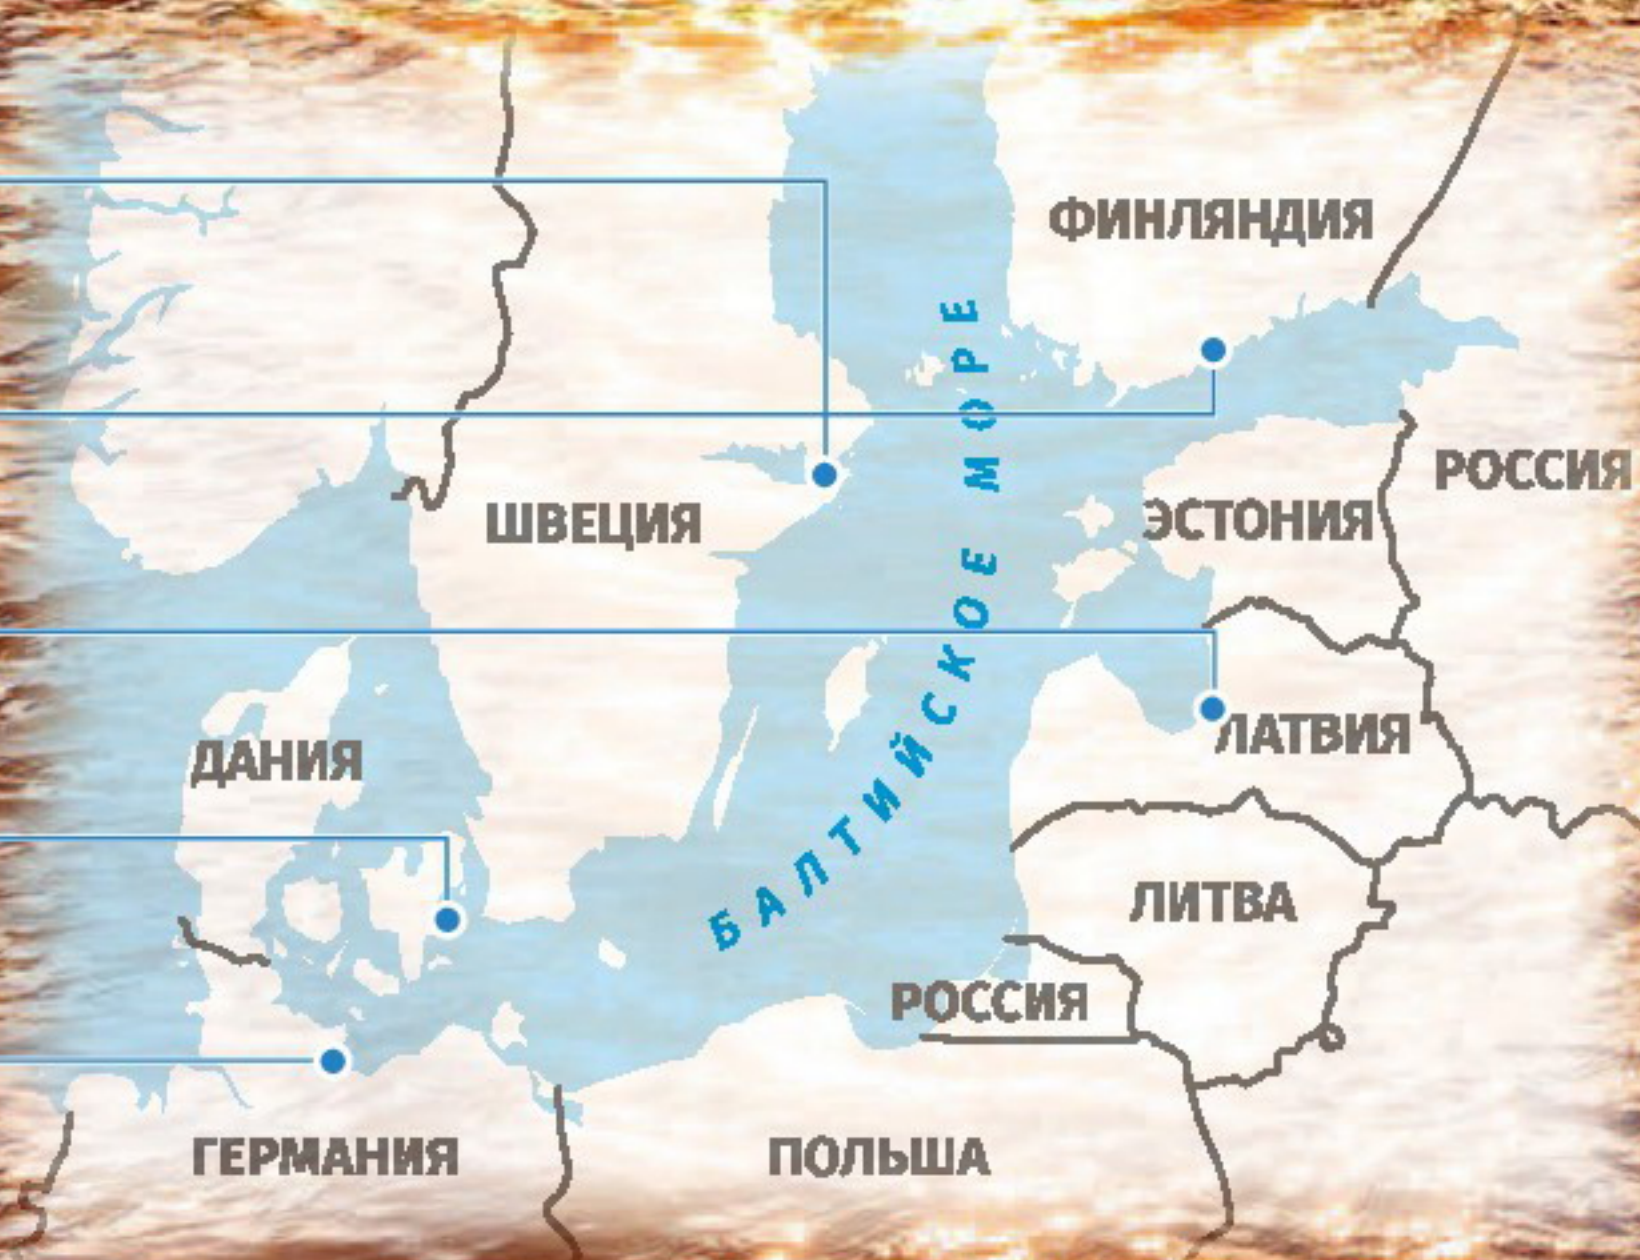 ФИНЛЯНДИЯ
РОССИЯ
ШВЕЦИЯ
ЭСТОНИЯ
БАЛТИЙСКОЕ МОРЕ
ДАНИЯ
ЛАТВИЯ
ЛИТВА
РОССИЯ
ГЕРМАНИЯ
ПОЛЬША